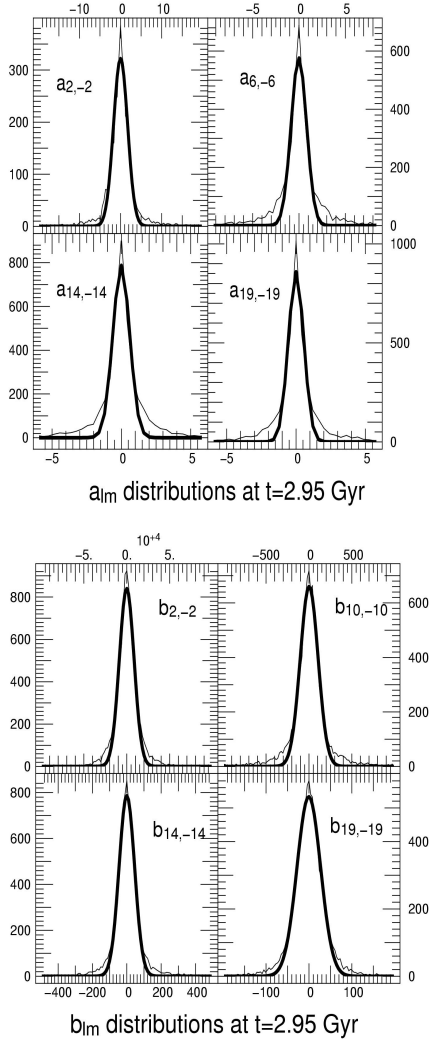 −10 0 10 −5 0 5
300 200 100 0
a2,−2
a6,−6
600 400 200 0
800 600 400 200 0
a14,−14
a19,−19
1000 500 0
−5 0 5 −5 0 5
alm distributions at t=2.95 Gyr
10+4
−5. 0. 5. −500 0 500
800 600 400 200 0
b2,−2
b10,−10
600 400 200 0
800 600 400 200 0
b14,−14
b19,−19
400 200 0
−400 −200 0 200 400 −100 0 100
blm distributions at t=2.95 Gyr